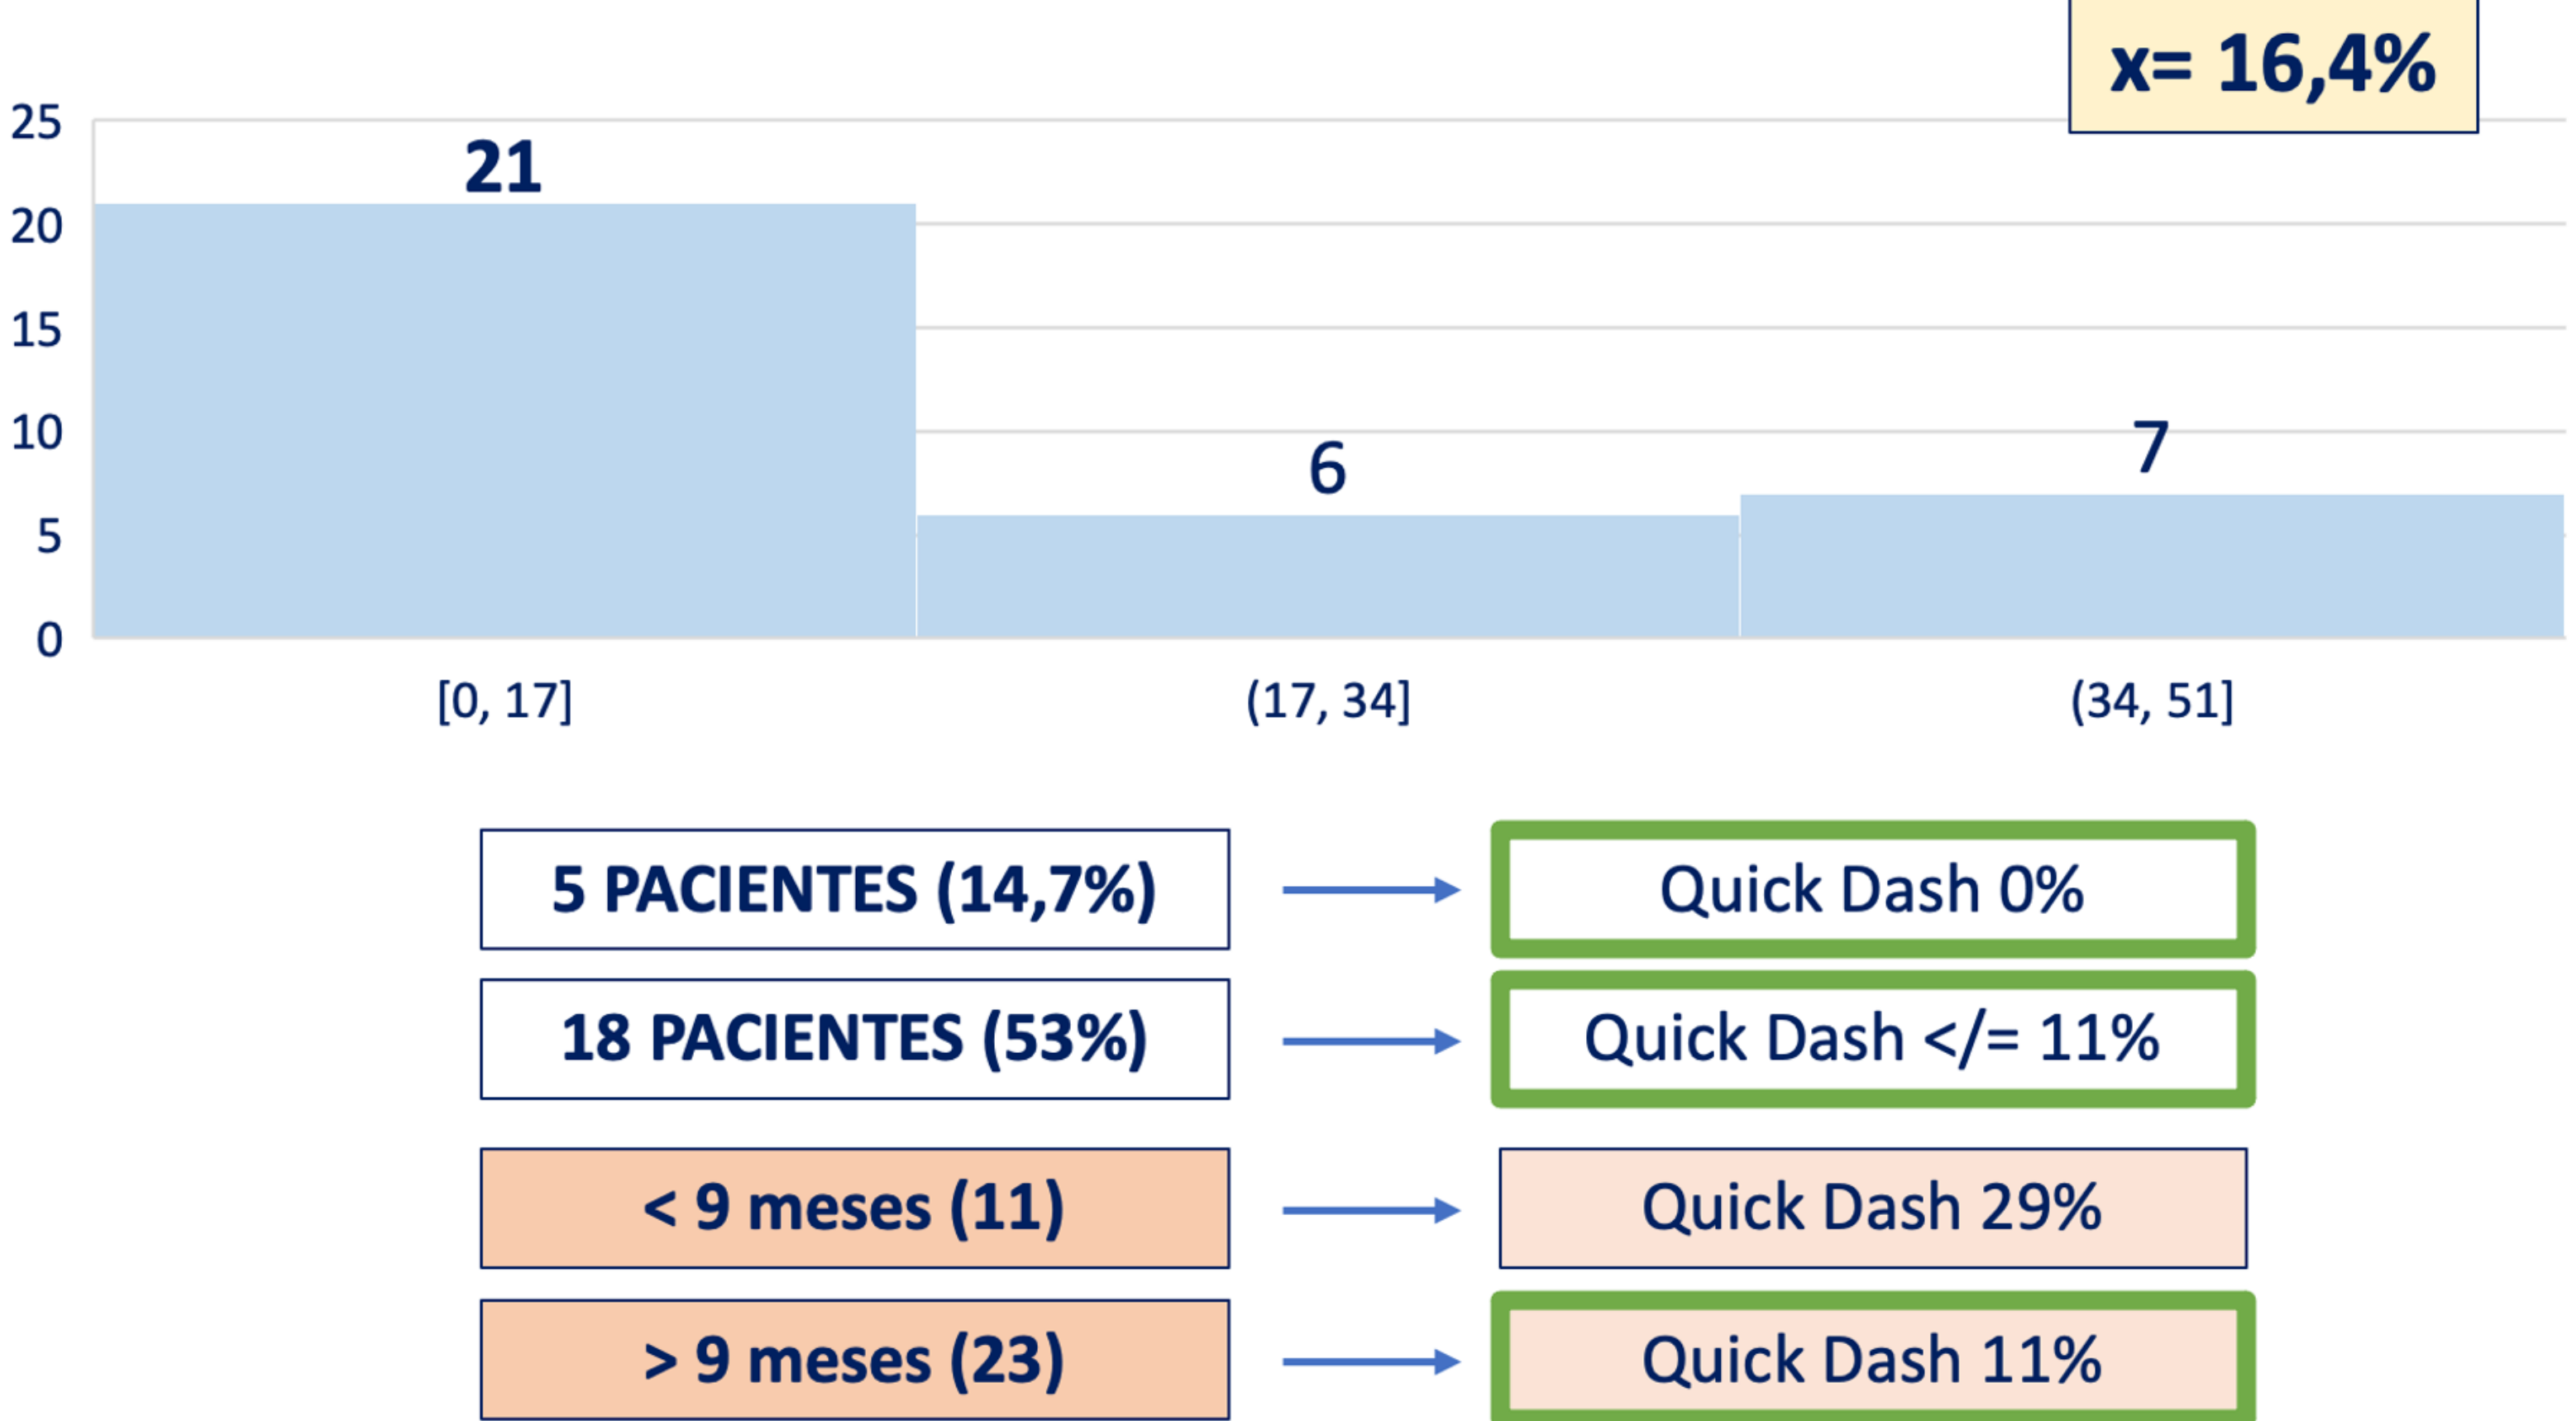 x= 16,4%
25
21
20
15
10
6
7
5
0
[0, 17]
(17, 34]
(34, 51]
5 PACIENTES (14,7%)
Quick Dash 0%
18 PACIENTES (53%)
Quick Dash </= 11%
< 9 meses (11)
Quick Dash 29%
> 9 meses (23)
Quick Dash 11%